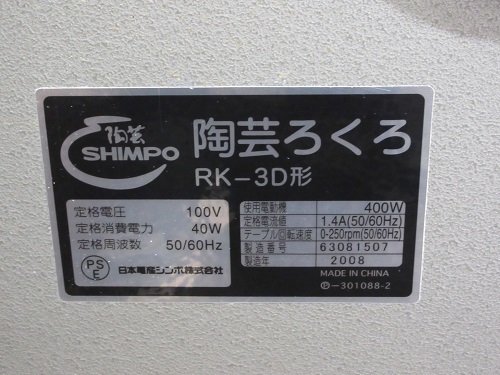 陶芸
SHIMPO
陶芸ろくろ
RK-3D形
定格電圧 100V
定格消費電力 40W
定格周波数 50/60Hz
PS
E
日本電産シンポ株式会社
使用電動機 400W
定格電流値 1.4A(50/60Hz)
テーブル回転速度 0-250rpm(50/60Hz)
製造番号 63081507
製造年 2008
MADE IN CHINA
Ⓟ-301088-2